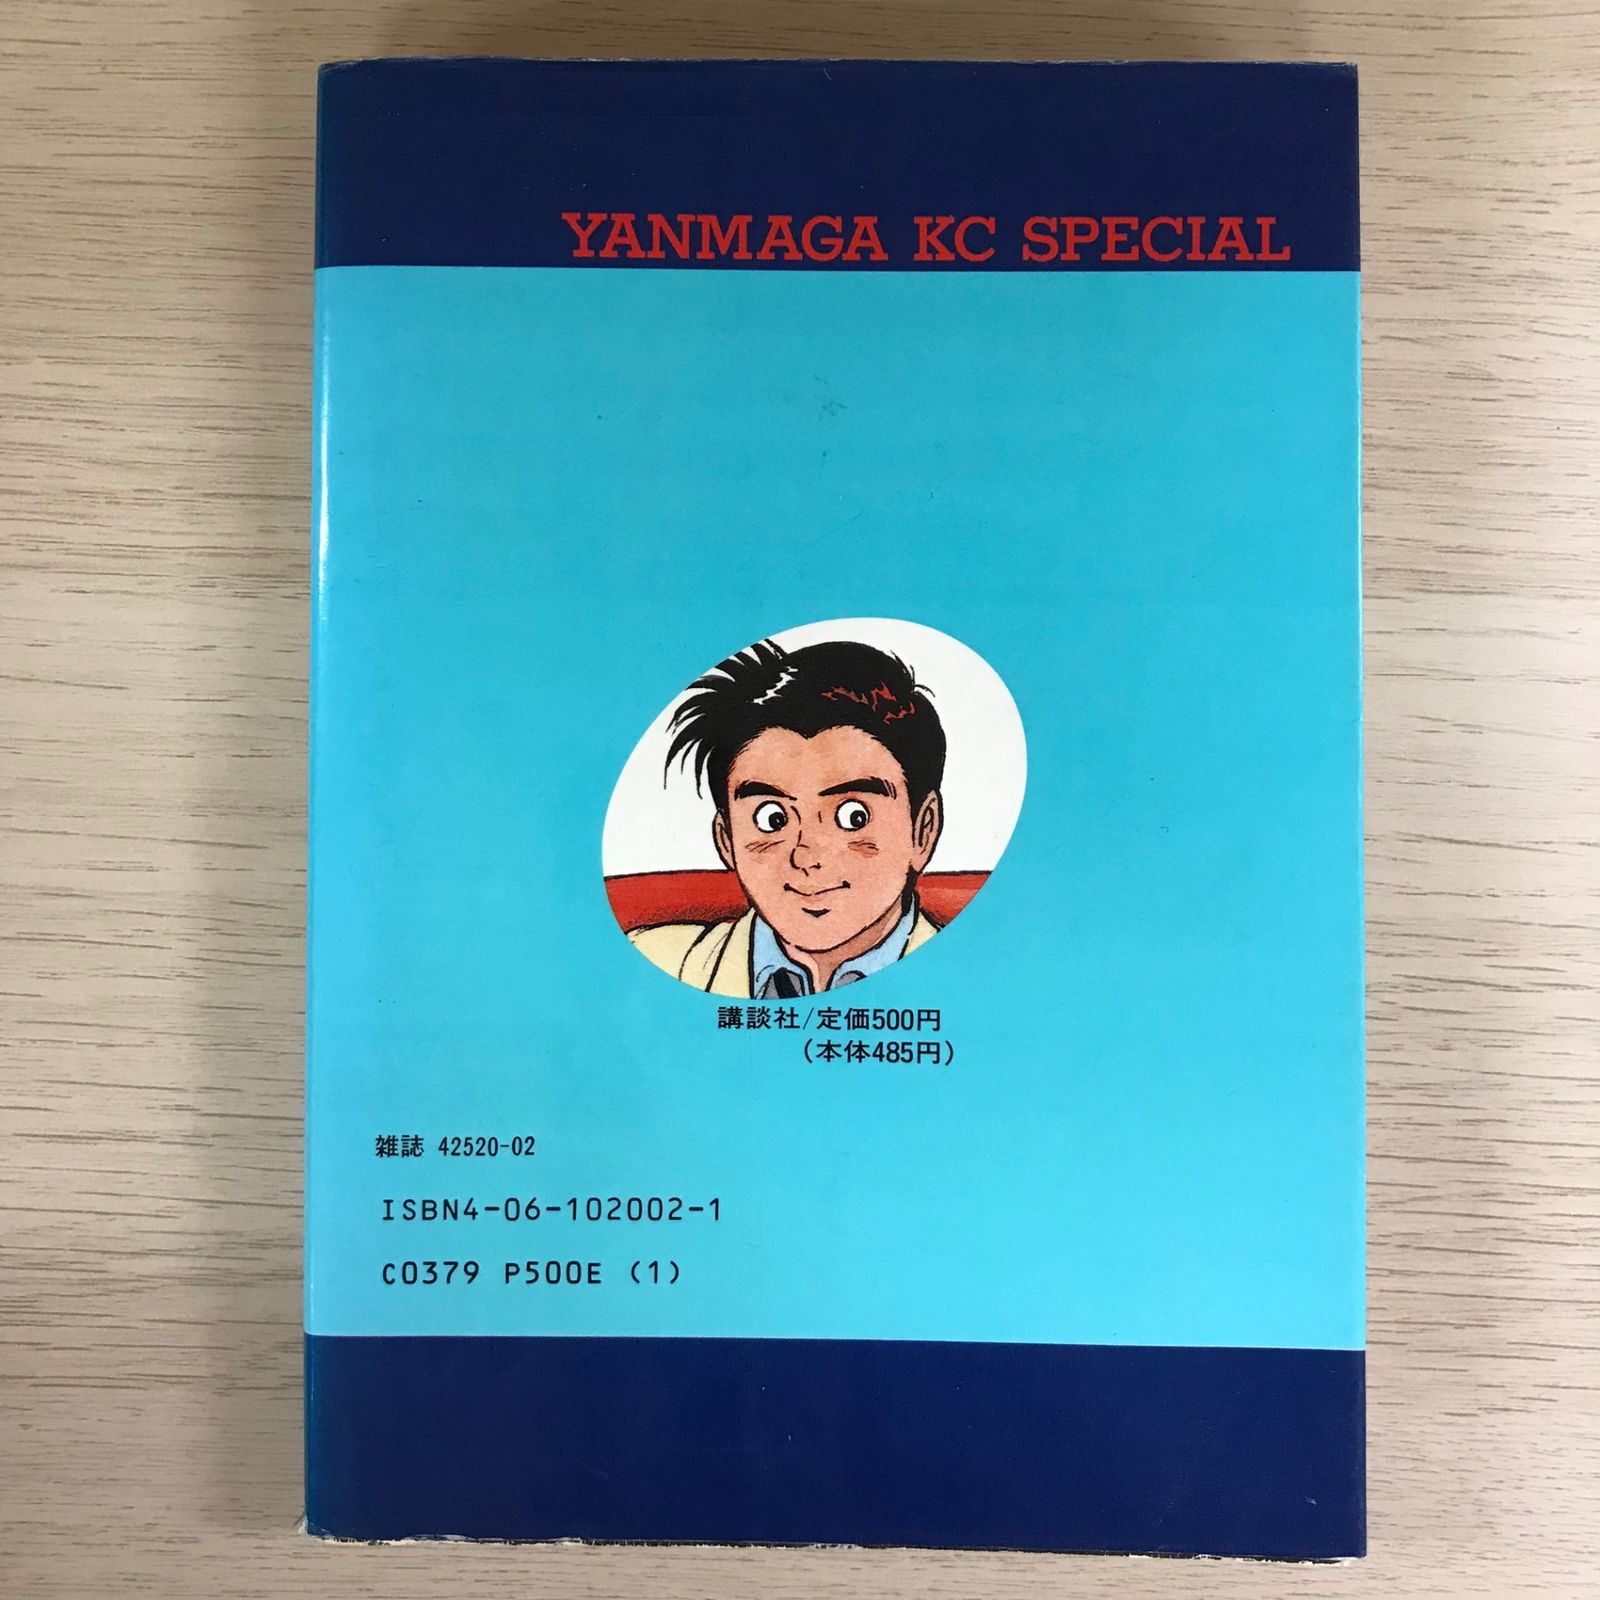 YANMAGA KC SPECIAL
講談社/定価500円
(本体485円)
雑誌 42520-02
ISBN4-06-102002-1
C0379 P500E (1)